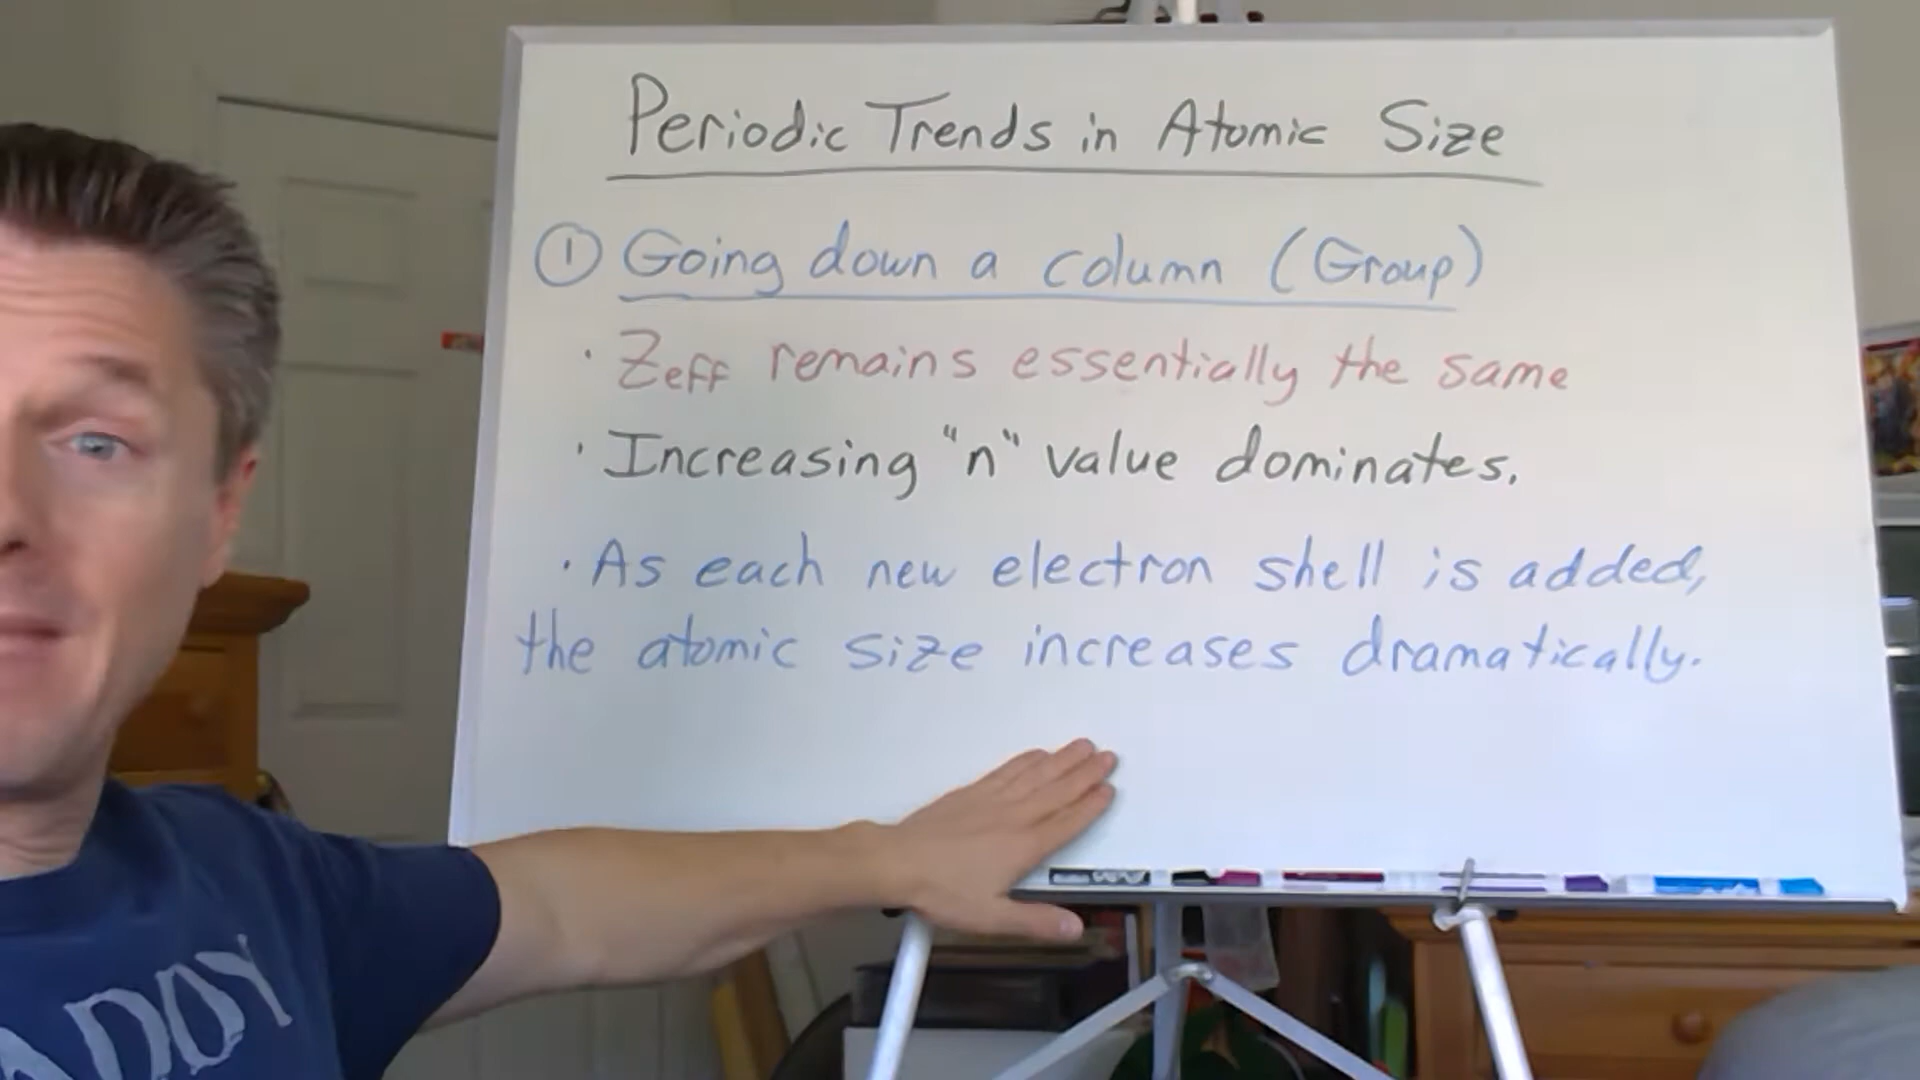 Periodic Trends in Atomic Size
① Going down a column (Group)
· Zeff remains essentially the same
· Increasing "n" value dominates.
· As each new electron shell is added,
the atomic size increases dramatically.
ADDY